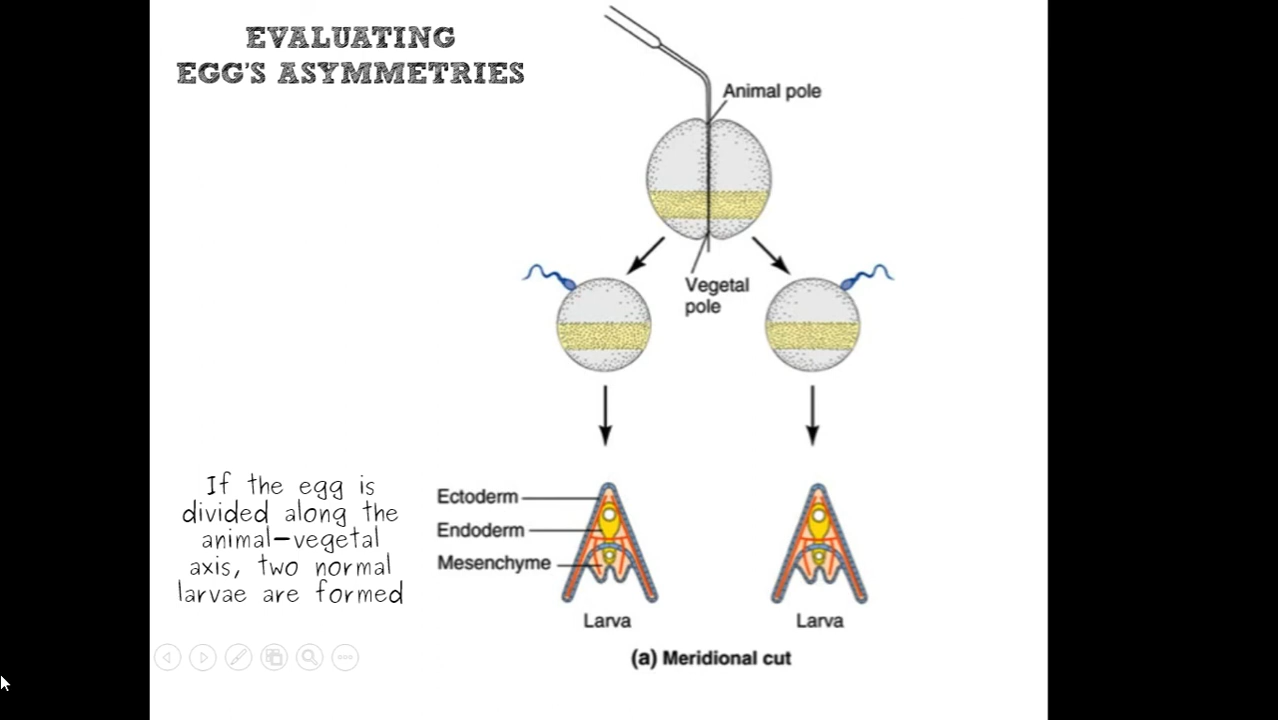 EVALUATING
EGG'S ASYMMETRIES
Animal pole
Vegetal
pole
If the egg is
divided along the
animal-vegetal
axis, two normal
larvae are formed
Ectoderm
Endoderm
Mesenchyme
Larva
Larva
(a) Meridional cut